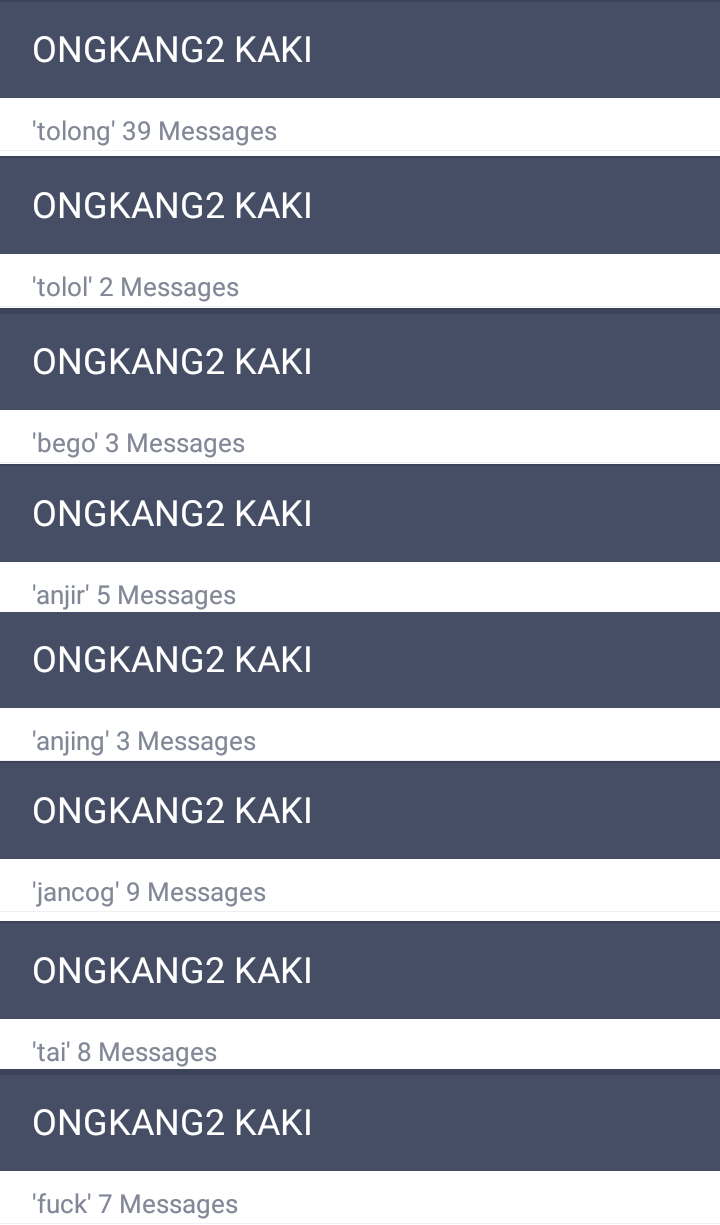 ONGKANG2 KAKI
'tolong' 39 Messages
ONGKANG2 KAKI
'tolol' 2 Messages
ONGKANG2 KAKI
'bego' 3 Messages
ONGKANG2 KAKI
'anjir' 5 Messages
ONGKANG2 KAKI
'anjing' 3 Messages
ONGKANG2 KAKI
'jancog' 9 Messages
ONGKANG2 KAKI
'tai' 8 Messages
ONGKANG2 KAKI
'fuck' 7 Messages